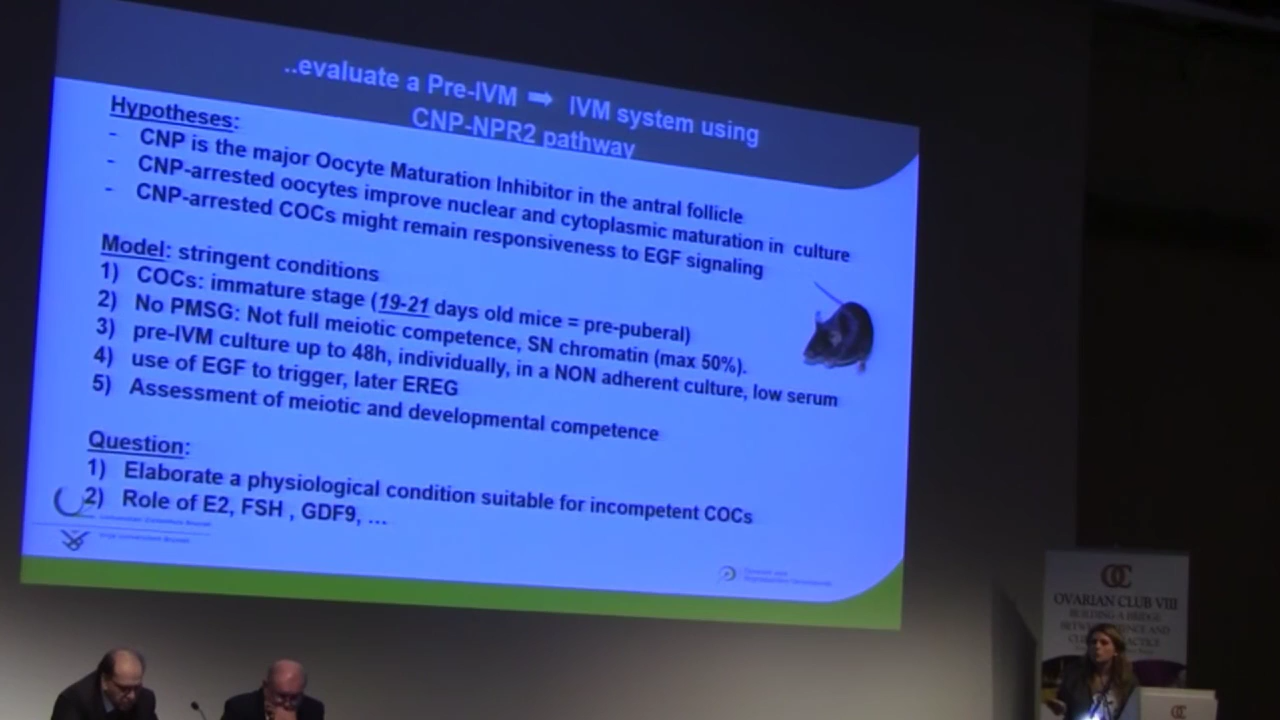 ..evaluate a Pre-IVM ➡ IVM system using
CNP-NPR2 pathway
Hypotheses:
- CNP is the major Oocyte Maturation Inhibitor in the antral follicle
- CNP-arrested oocytes improve nuclear and cytoplasmic maturation in culture
- CNP-arrested COCs might remain responsiveness to EGF signaling
Model: stringent conditions
1) COCs: immature stage (19-21 days old mice = pre-puberal)
2) No PMSG: Not full meiotic competence, SN chromatin (max 50%).
3) pre-IVM culture up to 48h, individually, in a NON adherent culture, low serum
4) use of EGF to trigger, later EREG
5) Assessment of meiotic and developmental competence
Question:
1) Elaborate a physiological condition suitable for incompetent COCs
2) Role of E2, FSH , GDF9, ...
OC
OVARIAN CLUB VIII
BUILDING A BRIDGE
OC